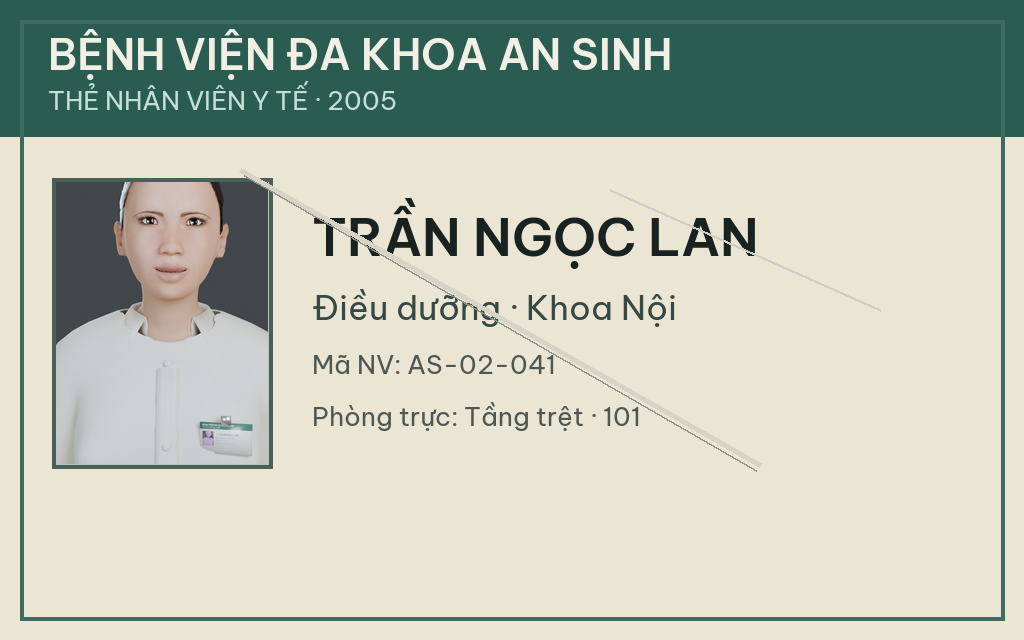 BỆNH VIỆN ĐA KHOA AN SINH
THẺ NHÂN VIÊN Y TẾ · 2005
TRẦN NGỌC LAN
Điều dưỡng · Khoa Nội
Mã NV: AS-02-041
Phòng trực: Tầng trệt · 101